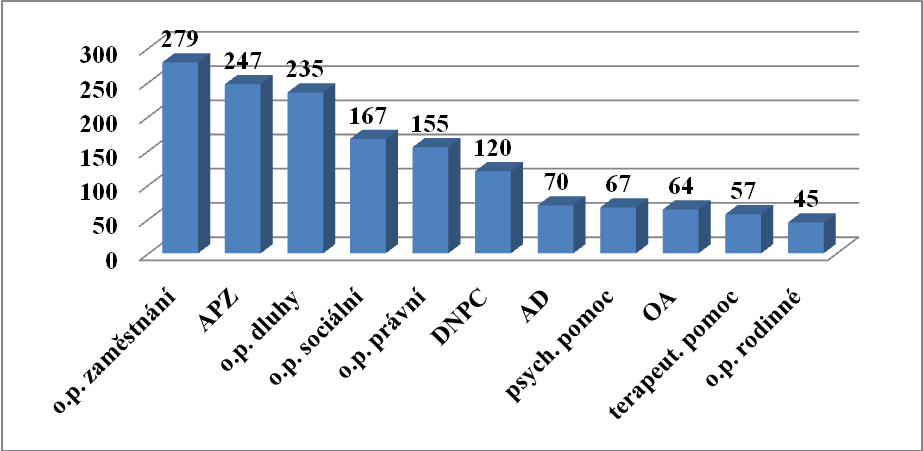 300
250
200
150
100
50
0
279
247
235
167
155
120
70
67
64
57
45
o.p. zaměstnání
APZ
o.p. dluhy
o.p. sociální
o.p. právní
DNPC
AD
psych. pomoc
OA
terapeut. pomoc
o.p. rodinné